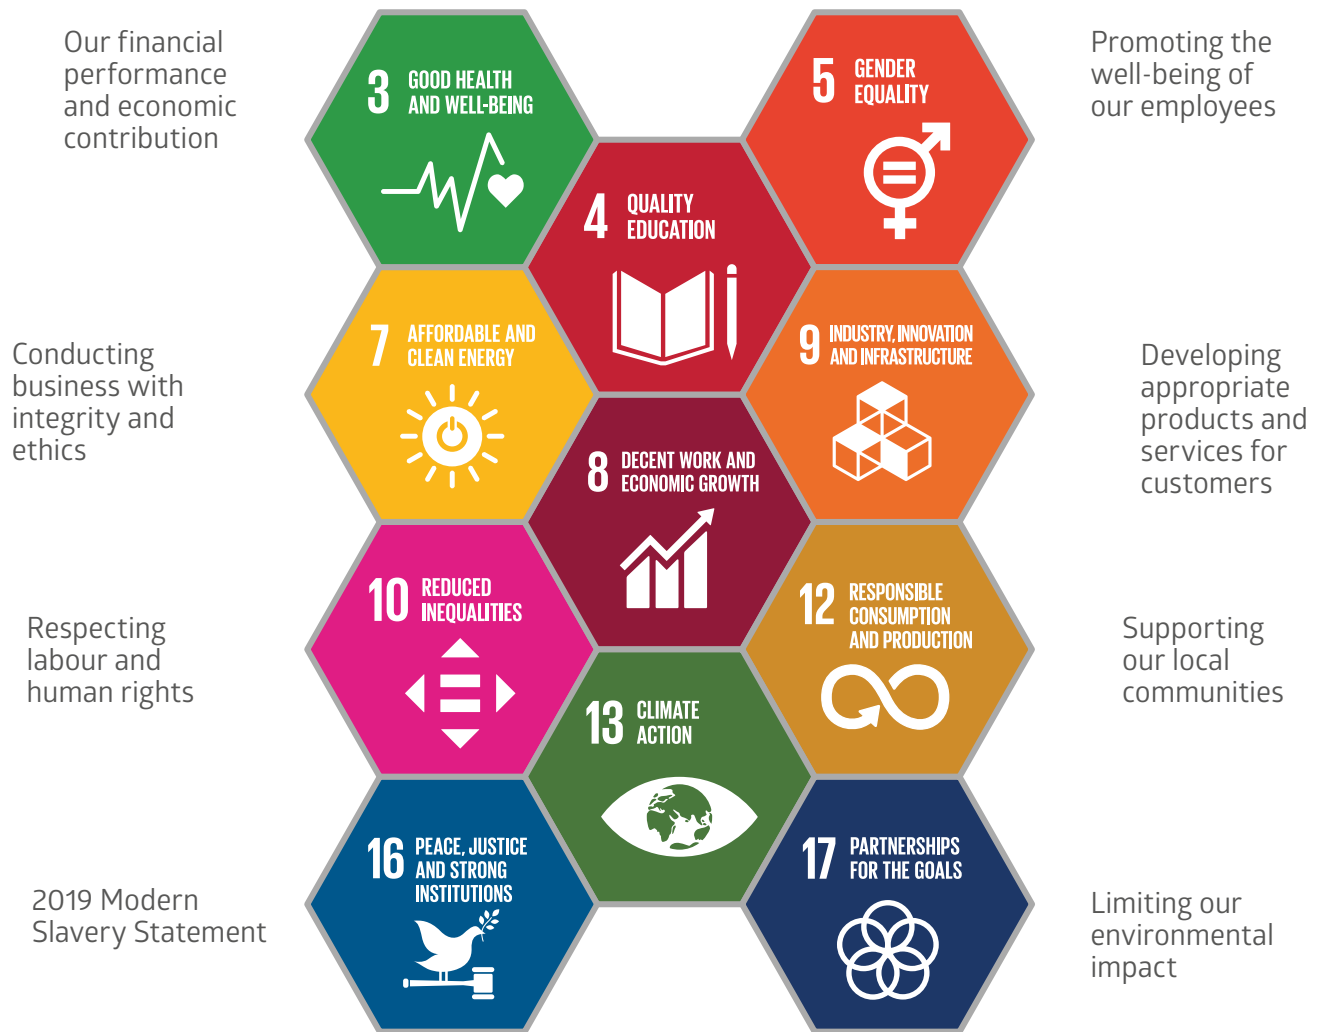 Our financial
performance
and economic
contribution
3 GOOD HEALTH
AND WELL-BEING
5 GENDER
EQUALITY
Promoting the
well-being of
our employees
4 QUALITY
EDUCATION
Conducting
business with
integrity and
ethics
7 AFFORDABLE AND
CLEAN ENERGY
9 INDUSTRY, INNOVATION
AND INFRASTRUCTURE
Developing
appropriate
products and
services for
customers
8 DECENT WORK AND
ECONOMIC GROWTH
Respecting
labour and
human rights
10 REDUCED
INEQUALITIES
12 RESPONSIBLE
CONSUMPTION
AND PRODUCTION
Supporting
our local
communities
13 CLIMATE
ACTION
2019 Modern
Slavery Statement
16 PEACE, JUSTICE
AND STRONG
INSTITUTIONS
17 PARTNERSHIPS
FOR THE GOALS
Limiting our
environmental
impact